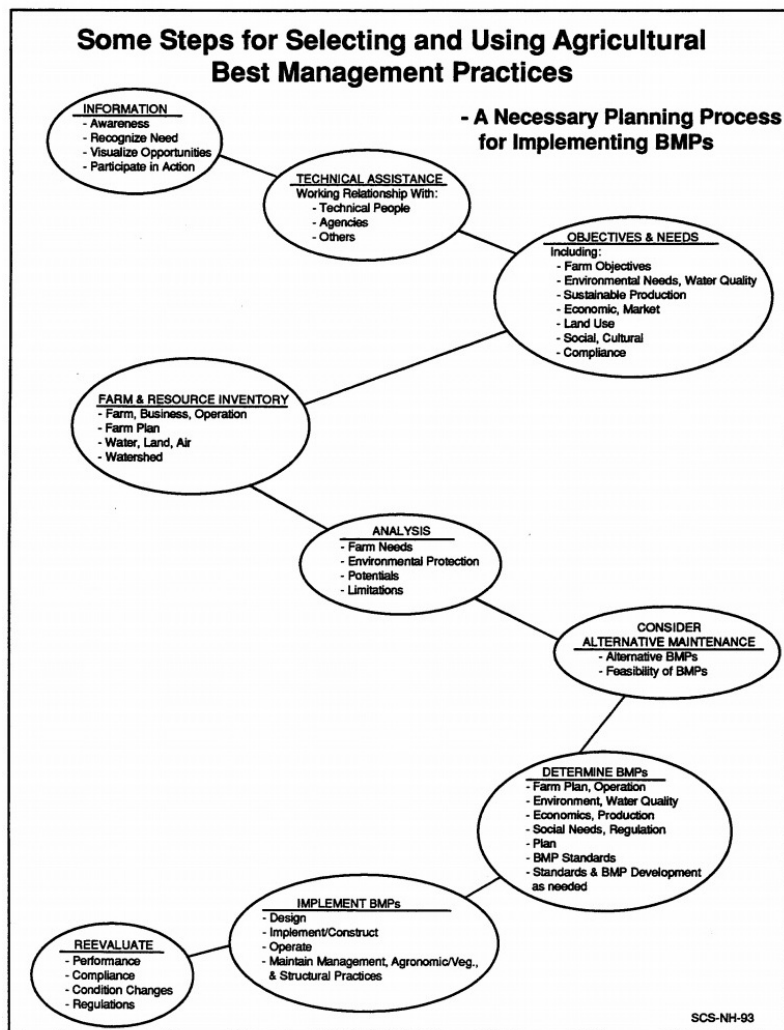 Some Steps for Selecting and Using Agricultural
Best Management Practices
- A Necessary Planning Process
for Implementing BMPs
INFORMATION
- Awareness
- Recognize Need
- Visualize Opportunities
- Participate in Action
TECHNICAL ASSISTANCE
Working Relationship With:
- Technical People
- Agencies
- Others
OBJECTIVES & NEEDS
Including:
- Farm Objectives
- Environmental Needs, Water Quality
- Sustainable Production
- Economic, Market
- Land Use
- Social, Cultural
- Compliance
FARM & RESOURCE INVENTORY
- Farm, Business, Operation
- Farm Plan
- Water, Land, Air
- Watershed
ANALYSIS
- Farm Needs
- Environmental Protection
- Potentials
- Limitations
CONSIDER
ALTERNATIVE MAINTENANCE
- Alternative BMPs
- Feasibility of BMPs
DETERMINE BMPs
- Farm Plan, Operation
- Environment, Water Quality
- Economics, Production
- Social Needs, Regulation
- Plan
- BMP Standards
- Standards & BMP Development
as needed
IMPLEMENT BMPs
- Design
- Implement/Construct
- Operate
- Maintain Management, Agronomic/Veg.,
& Structural Practices
REEVALUATE
- Performance
- Compliance
- Condition Changes
- Regulations
SCS-NH-93